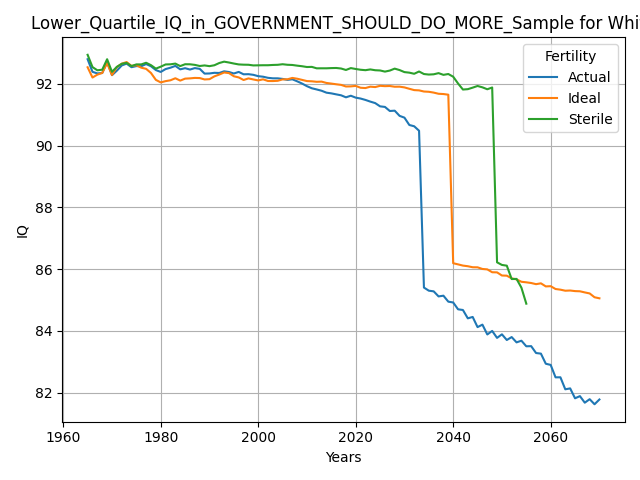 Lower_Quartile_IQ_in_GOVERNMENT_SHOULD_DO_MORE_Sample for Whi
Fertility
Actual
Ideal
Sterile
IQ
92
90
88
86
84
82
1960
1980
2000
2020
2040
2060
Years